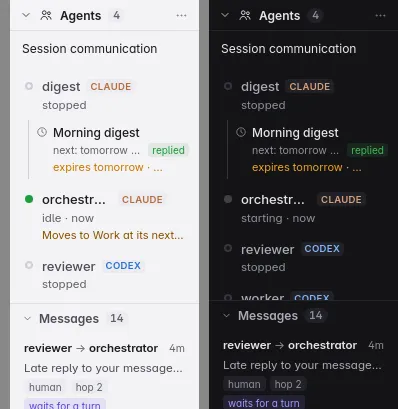 Agents 4 ...
Session communication
digest CLAUDE
stopped
Morning digest
next: tomorrow ... replied
expires tomorrow · ...
orchestr... CLAUDE
idle · now
Moves to Work at its next...
reviewer CODEX
stopped
Messages 14
reviewer → orchestrator 4m
Late reply to your message...
human hop 2
waits for a turn
Agents 4 ...
Session communication
digest CLAUDE
stopped
Morning digest
next: tomorrow ... replied
expires tomorrow · ...
orchestr... CLAUDE
starting · now
reviewer CODEX
stopped
worker CODEX
Messages 14
reviewer → orchestrator 4m
Late reply to your message...
human hop 2
waits for a turn